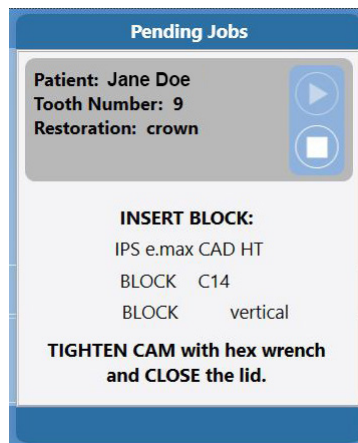 Pending Jobs
Patient: Jane Doe
Tooth Number: 9
Restoration: crown
INSERT BLOCK:
IPS e.max CAD HT
BLOCK C14
BLOCK vertical
TIGHTEN CAM with hex wrench
and CLOSE the lid.